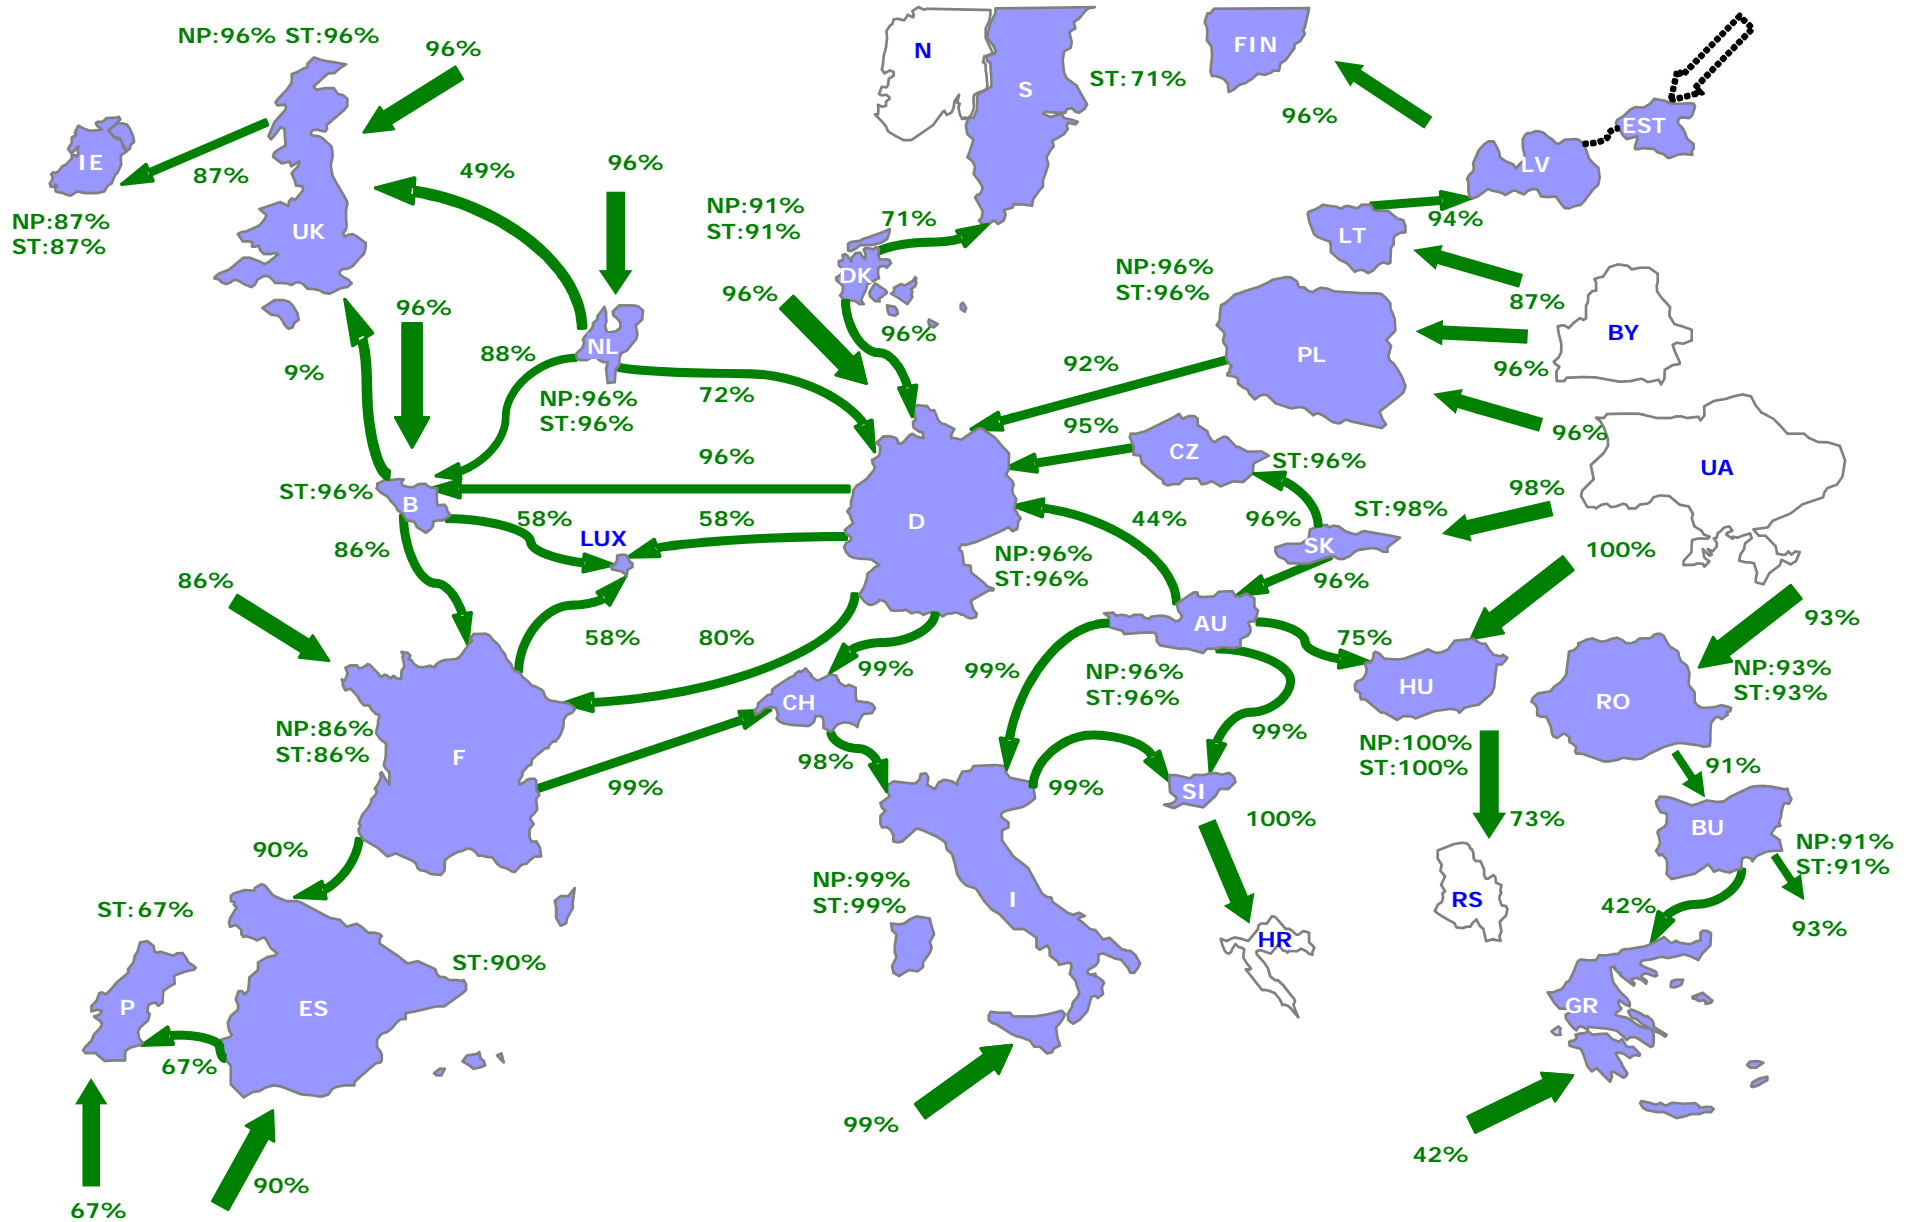 NP:96% ST:96%
96%
N
S
ST:71%
FIN
96%
EST
IE
87%
49%
96%
LV
NP:87%
ST:87%
UK
NP:91%
ST:91%
71%
94%
LT
DK
NP:96%
ST:96%
87%
96%
96%
96%
BY
9%
88%
NL
72%
NP:96%
ST:96%
92%
PL
96%
95%
96%
96%
CZ
ST:96%
UA
ST:96%
B
58%
58%
D
44%
96%
98%
ST:98%
SK
LUX
86%
NP:96%
ST:96%
96%
100%
86%
58%
80%
99%
99%
AU
75%
93%
NP:96%
ST:96%
HU
NP:93%
ST:93%
RO
CH
NP:86%
ST:86%
F
99%
98%
99%
99%
SI
NP:100%
ST:100%
91%
100%
73%
BU
NP:91%
ST:91%
90%
NP:99%
ST:99%
I
RS
42%
93%
ST:67%
HR
ST:90%
P
ES
GR
67%
99%
42%
90%
67%